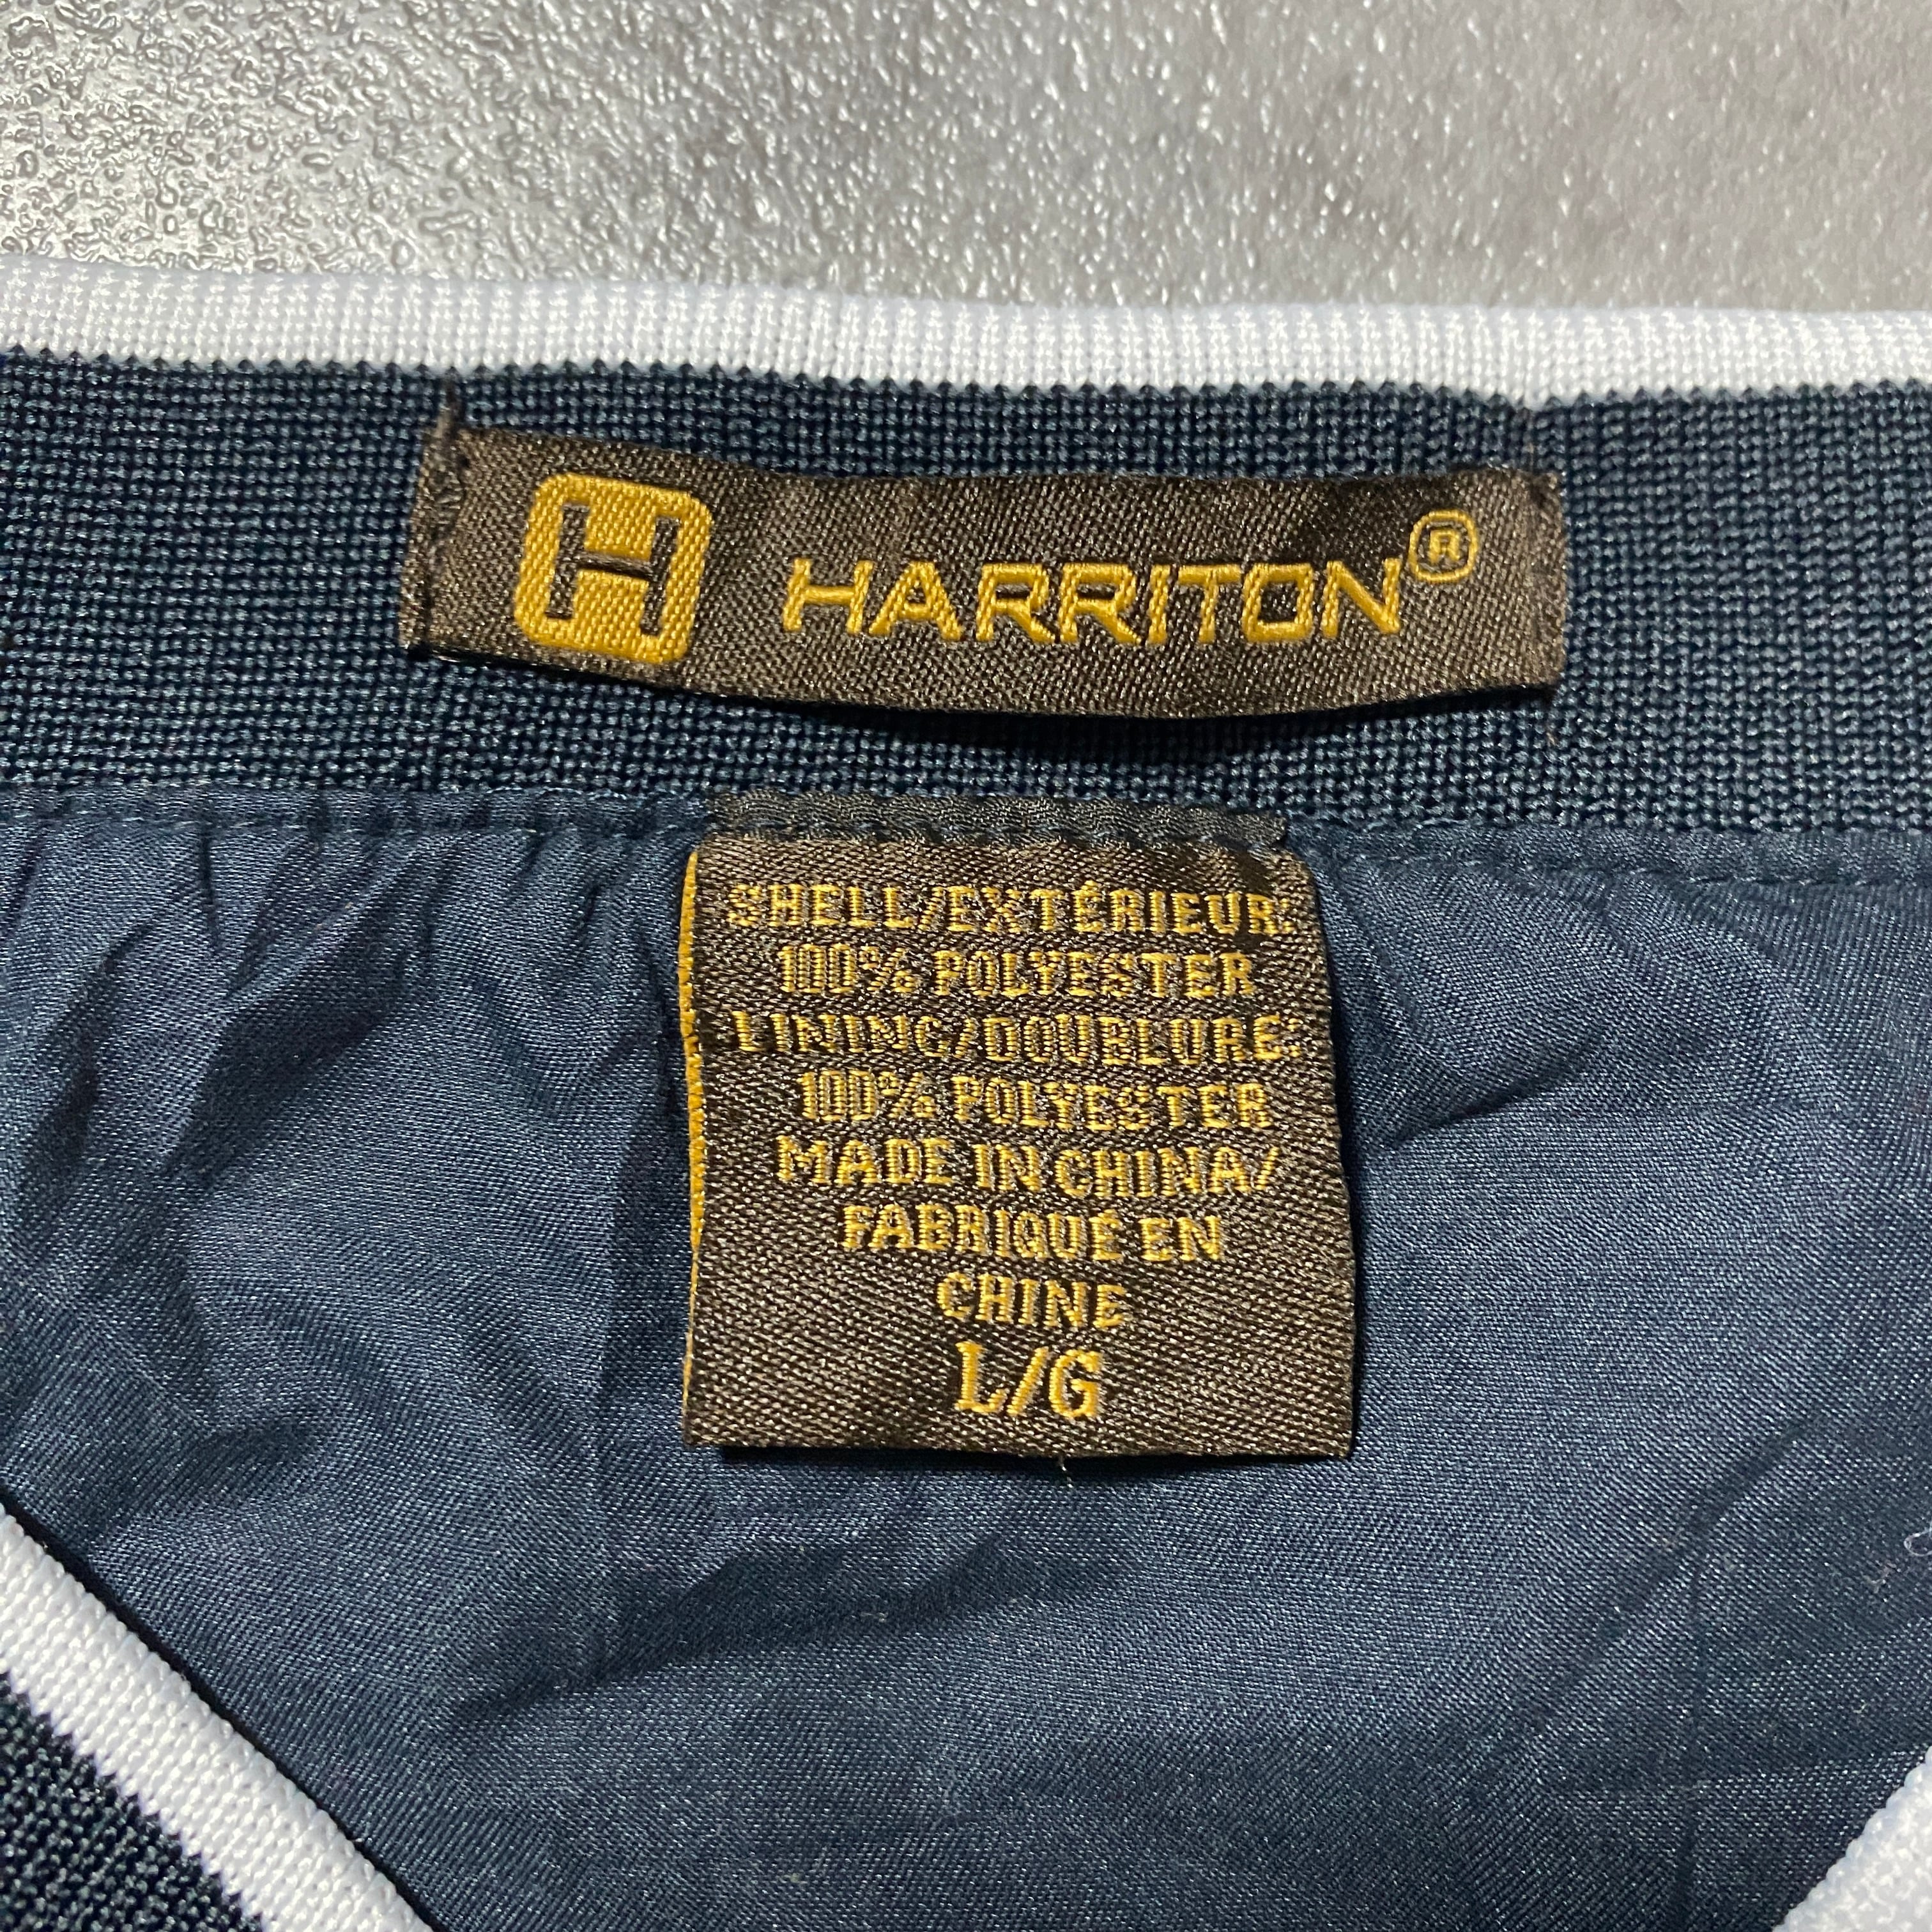 H HARRITON®
SHELL/EXTÉRIEUR:
100% POLYESTER
LINING/DOUBLURE:
100% POLYESTER
MADE IN CHINA/
FABRIQUÉ EN
CHINE
L/G